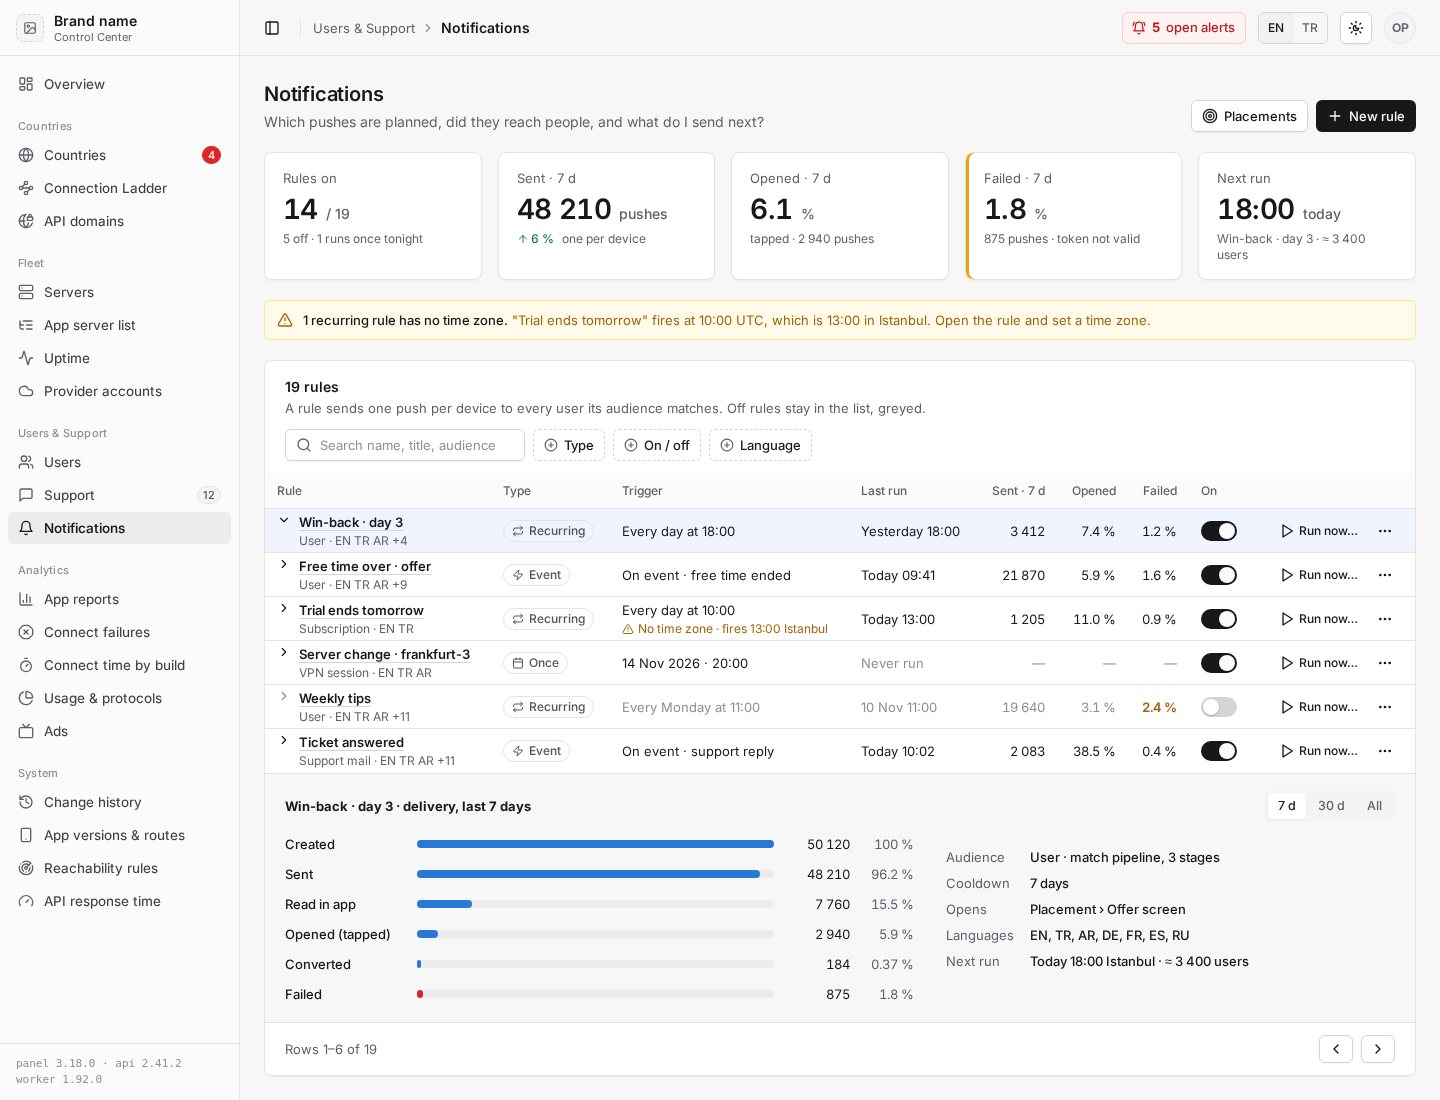 Brand name
Control Center
Overview
Countries
Countries 4
Connection Ladder
API domains
Fleet
Servers
App server list
Uptime
Provider accounts
Users & Support
Users
Support 12
Notifications
Analytics
App reports
Connect failures
Connect time by build
Usage & protocols
Ads
System
Change history
App versions & routes
Reachability rules
API response time
panel 3.18.0 · api 2.41.2
worker 1.92.0
Users & Support > Notifications
5 open alerts
EN TR
OP
Notifications
Which pushes are planned, did they reach people, and what do I send next?
Placements
New rule
Rules on
14 / 19
5 off · 1 runs once tonight
Sent · 7 d
48 210 pushes
↑ 6 % one per device
Opened · 7 d
6.1 %
tapped · 2 940 pushes
Failed · 7 d
1.8 %
875 pushes · token not valid
Next run
18:00 today
Win-back · day 3 · ≈ 3 400
users
1 recurring rule has no time zone. "Trial ends tomorrow" fires at 10:00 UTC, which is 13:00 in Istanbul. Open the rule and set a time zone.
19 rules
A rule sends one push per device to every user its audience matches. Off rules stay in the list, greyed.
Search name, title, audience
Type
On / off
Language
Rule Type Trigger Last run Sent · 7 d Opened Failed On
Win-back · day 3
User · EN TR AR +4
Recurring Every day at 18:00 Yesterday 18:00 3 412 7.4 % 1.2 % Run now... ···
Free time over · offer
User · EN TR AR +9
Event On event · free time ended Today 09:41 21 870 5.9 % 1.6 % Run now... ···
Trial ends tomorrow
Subscription · EN TR
Recurring Every day at 10:00
No time zone · fires 13:00 Istanbul
Today 13:00 1 205 11.0 % 0.9 % Run now... ···
Server change · frankfurt-3
VPN session · EN TR AR
Once 14 Nov 2026 · 20:00 Never run — — — Run now... ···
Weekly tips
User · EN TR AR +11
Recurring Every Monday at 11:00 10 Nov 11:00 19 640 3.1 % 2.4 % Run now... ···
Ticket answered
Support mail · EN TR AR +11
Event On event · support reply Today 10:02 2 083 38.5 % 0.4 % Run now... ···
Win-back · day 3 · delivery, last 7 days
7 d 30 d All
Created 50 120 100 %
Sent 48 210 96.2 %
Read in app 7 760 15.5 %
Opened (tapped) 2 940 5.9 %
Converted 184 0.37 %
Failed 875 1.8 %
Audience User · match pipeline, 3 stages
Cooldown 7 days
Opens Placement › Offer screen
Languages EN, TR, AR, DE, FR, ES, RU
Next run Today 18:00 Istanbul · ≈ 3 400 users
Rows 1–6 of 19